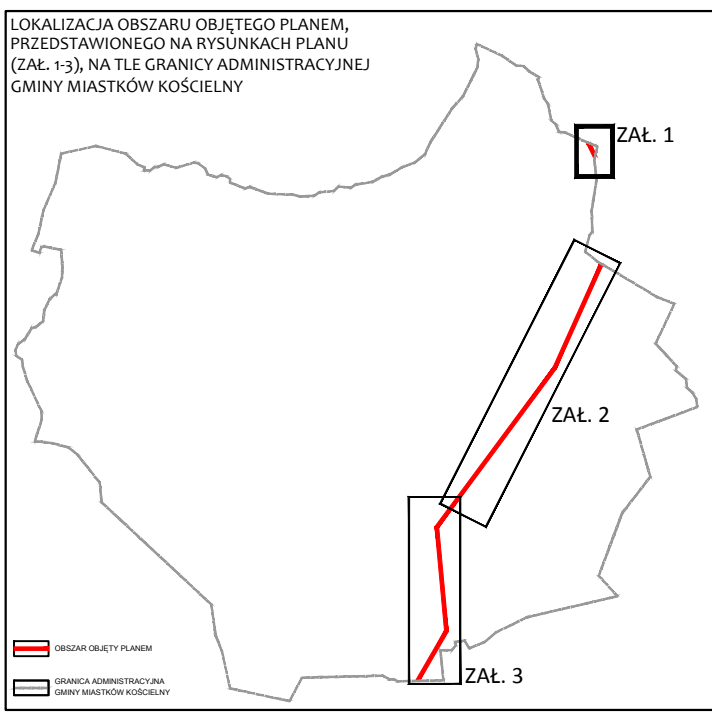 LOKALIZACJA OBSZARU OBJĘTEGO PLANEM,
PRZEDSTAWIONEGO NA RYSUNKACH PLANU
(ZAŁ. 1-3), NA TLE GRANICY ADMINISTRACYJNEJ
GMINY MIASTKÓW KOŚCIELNY
ZAŁ. 1
ZAŁ. 2
ZAŁ. 3
OBSZAR OBJĘTY PLANEM
GRANICA ADMINISTRACYJNA
GMINY MIASTKÓW KOŚCIELNY